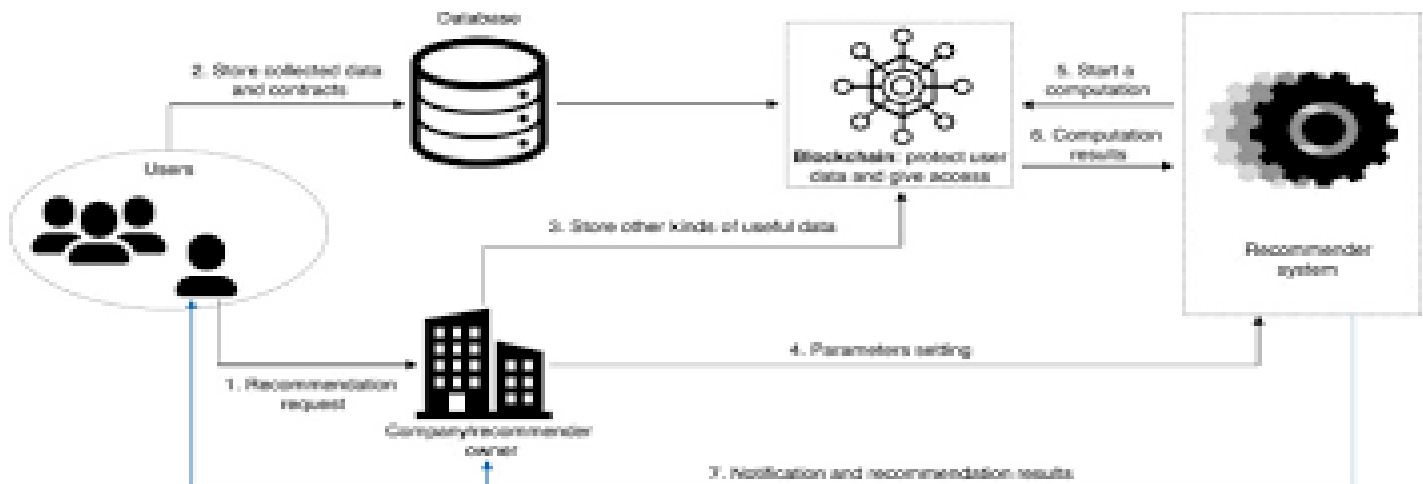 Database
2. Store collected data
and contracts
Users
Blockchain: protect user
data and give access
5. Start a
computation
6. Computation
results
3. Store other kinds of useful data
Recommender
system
4. Parameters setting
1. Recommendation
request
Company/recommender
owner
7. Notification and recommendation results